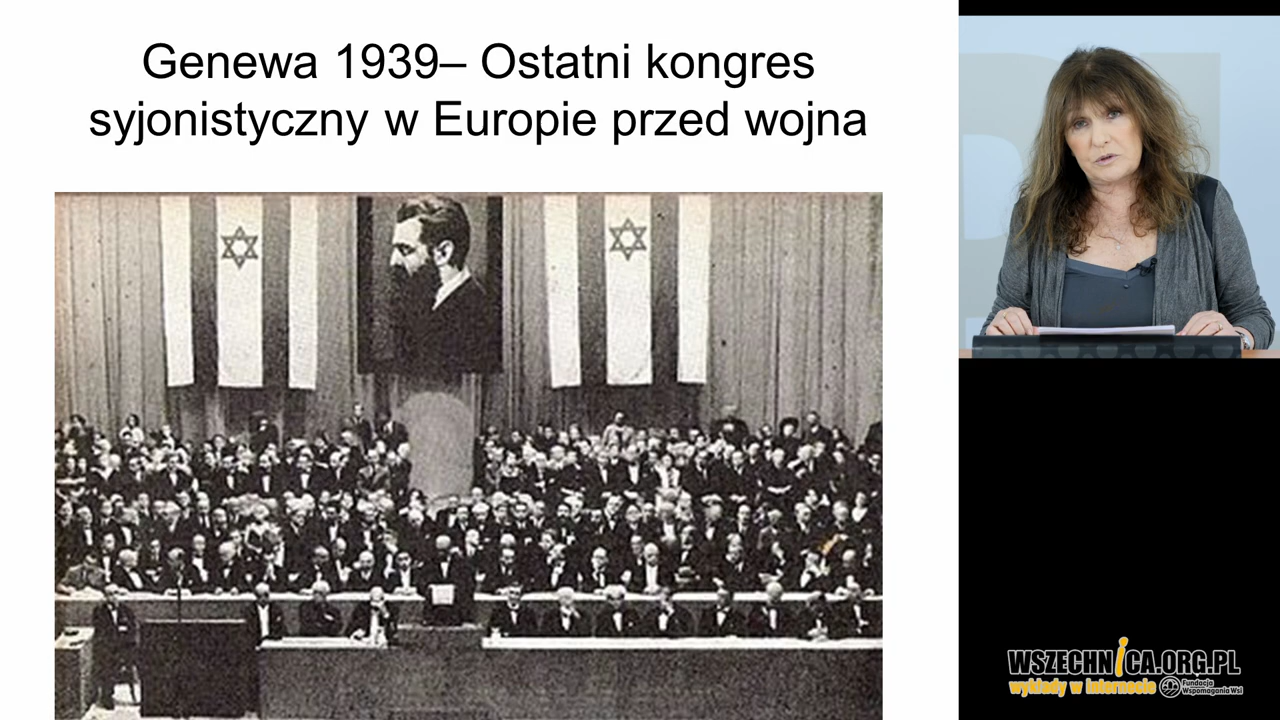 Genewa 1939– Ostatni kongres
syjonistyczny w Europie przed wojna
WSZECHNICA.ORG.PL
wykłady w internecie
Fundacja
Wspomagania Wsi